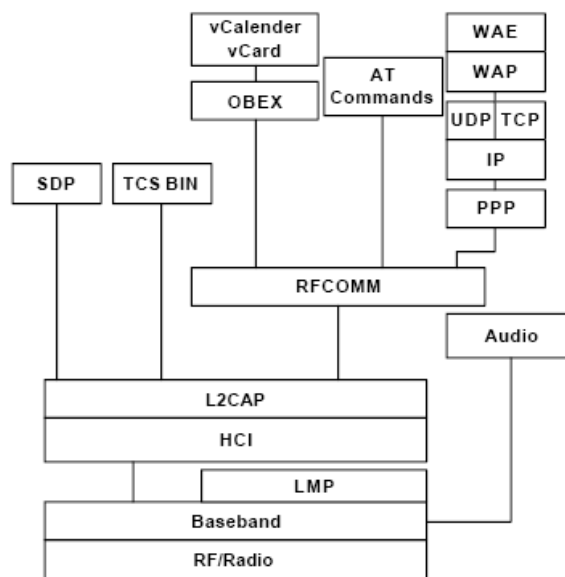 vCalender
vCard
OBEX
AT
Commands
WAE
WAP
UDP TCP
IP
PPP
SDP
TCS BIN
RFCOMM
Audio
L2CAP
HCI
LMP
Baseband
RF/Radio